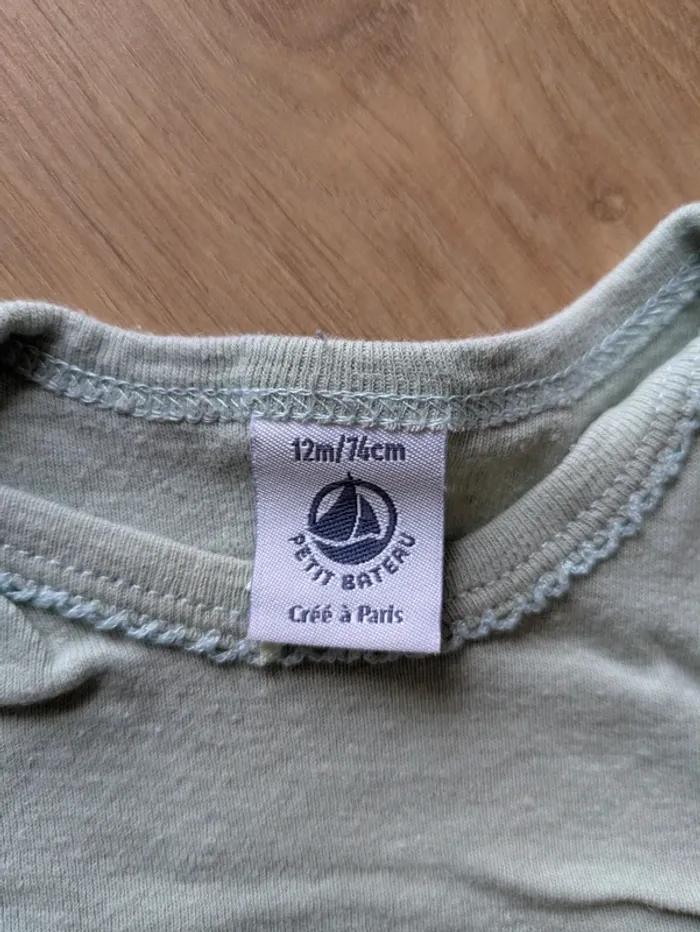 12m/74cm
PETIT BATEAU
Créé à Paris